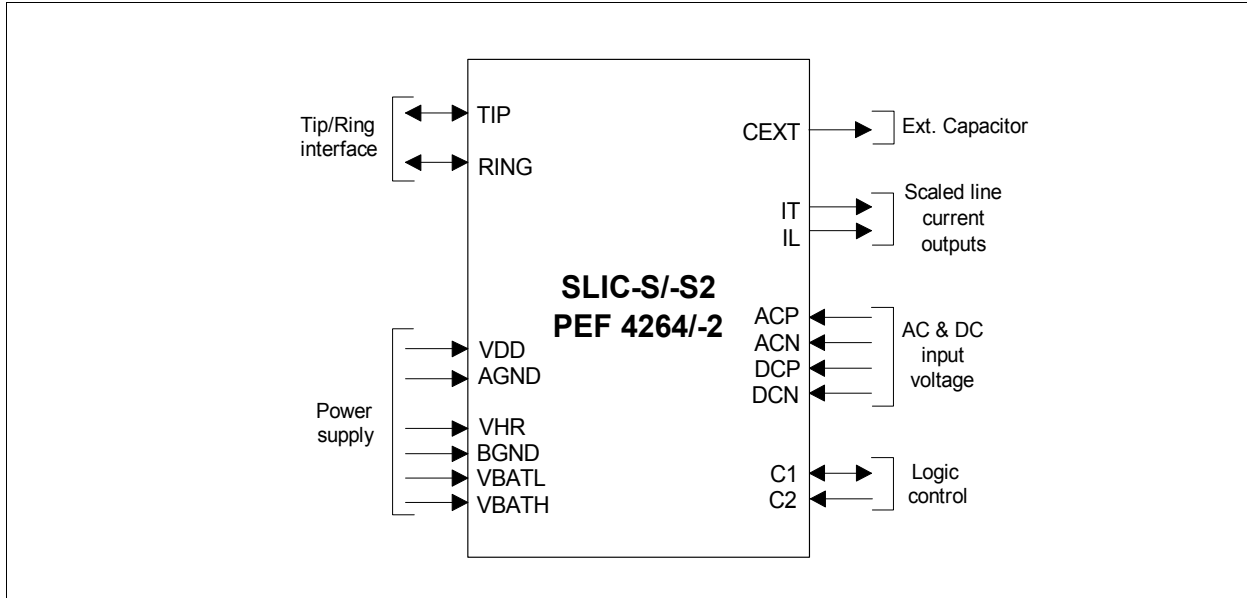 Tip/Ring
interface
TIP
RING
Power
supply
VDD
AGND
VHR
BGND
VBATL
VBATH
SLIC-S/-S2
PEF 4264/-2
CEXT
Ext. Capacitor
IT
IL
Scaled line
current
outputs
ACP
ACN
DCP
DCN
AC & DC
input
voltage
C1
C2
Logic
control